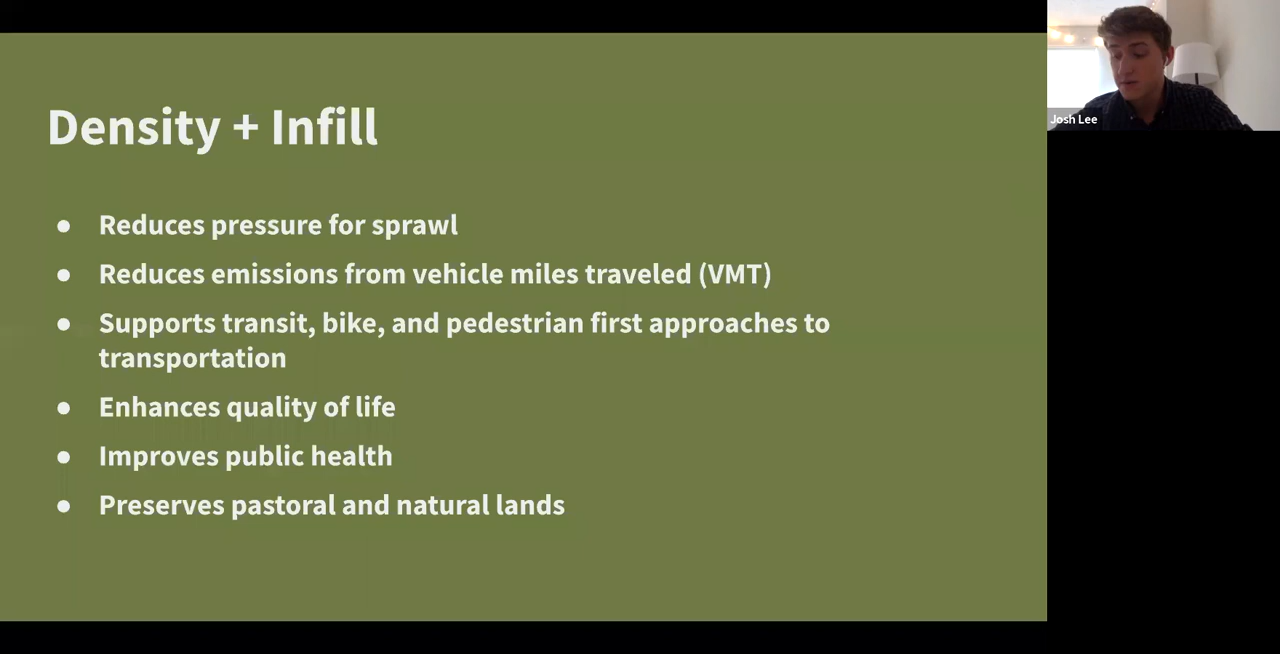 Density + Infill
● Reduces pressure for sprawl
● Reduces emissions from vehicle miles traveled (VMT)
● Supports transit, bike, and pedestrian first approaches to
transportation
● Enhances quality of life
● Improves public health
● Preserves pastoral and natural lands
Josh Lee